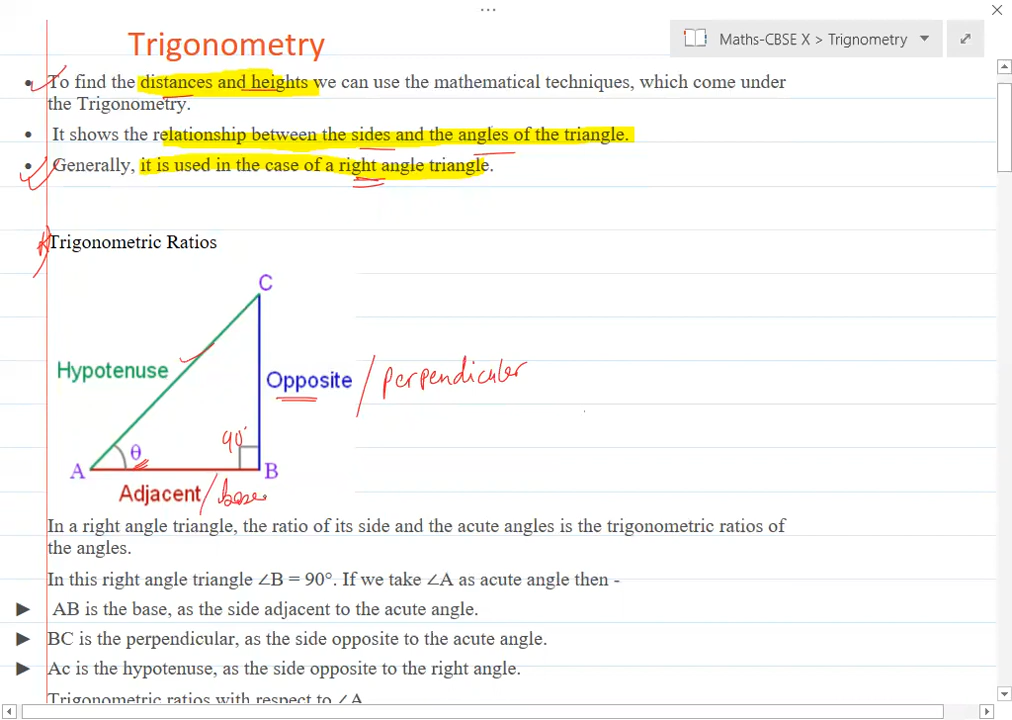 Maths-CBSE X > Trignometry
Trigonometry
• To find the distances and heights we can use the mathematical techniques, which come under
the Trigonometry.
• It shows the relationship between the sides and the angles of the triangle.
• Generally, it is used in the case of a right angle triangle.
Trigonometric Ratios
C
Hypotenuse
Opposite / perpendicular
90°
θ
A
B
Adjacent / base
In a right angle triangle, the ratio of its side and the acute angles is the trigonometric ratios of
the angles.
In this right angle triangle ∠B = 90°. If we take ∠A as acute angle then -
► AB is the base, as the side adjacent to the acute angle.
► BC is the perpendicular, as the side opposite to the acute angle.
► Ac is the hypotenuse, as the side opposite to the right angle.
Trigonometric ratios with respect to ∠A